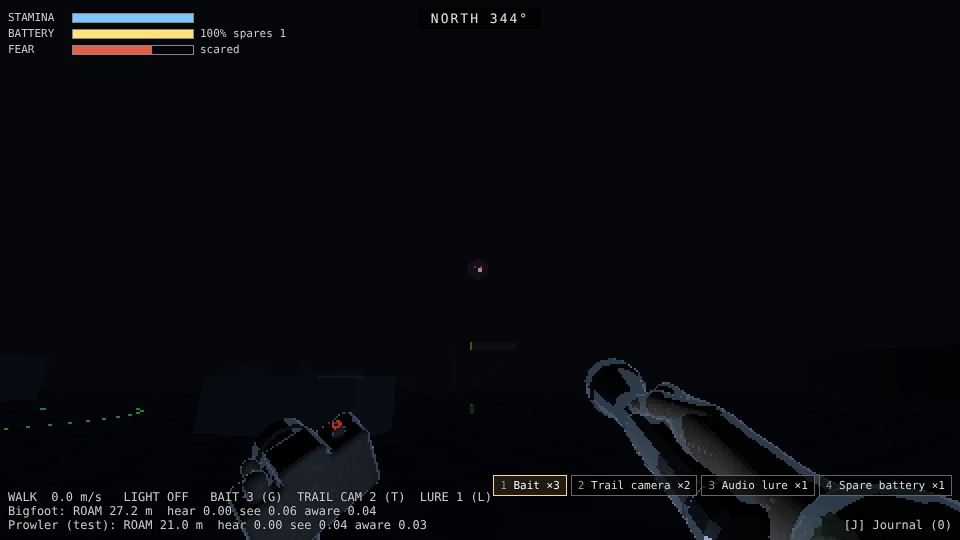 NORTH 344°
STAMINA
BATTERY 100% spares 1
FEAR scared
1 Bait ×3 2 Trail camera ×2 3 Audio lure ×1 4 Spare battery ×1
WALK 0.0 m/s LIGHT OFF BAIT 3 (G) TRAIL CAM 2 (T) LURE 1 (L)
Bigfoot: ROAM 27.2 m hear 0.00 see 0.06 aware 0.04
Prowler (test): ROAM 21.0 m hear 0.00 see 0.04 aware 0.03
[J] Journal (0)